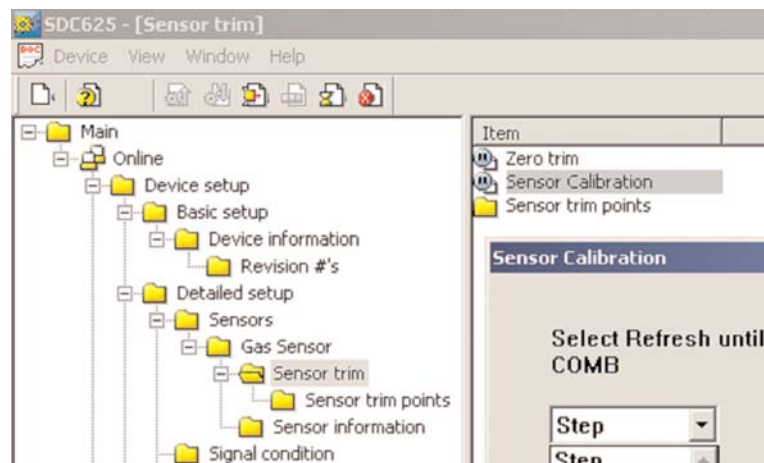 SDC625 - [Sensor trim]
Device View Window Help
Main
Online
Device setup
Basic setup
Device information
Revision #'s
Detailed setup
Sensors
Gas Sensor
Sensor trim
Sensor trim points
Sensor information
Signal condition
Item
Zero trim
Sensor Calibration
Sensor trim points
Sensor Calibration
Select Refresh until
COMB
Step
Step